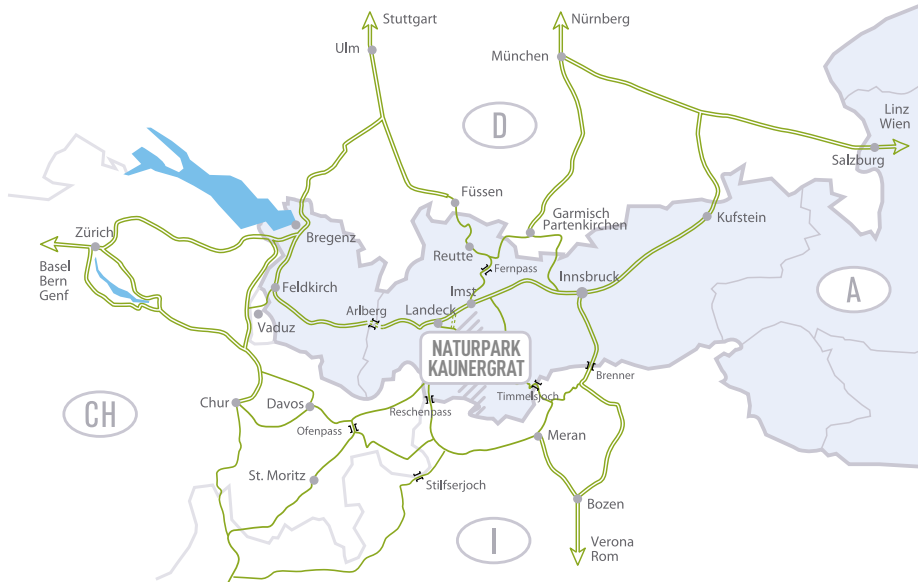 Stuttgart
Nürnberg
Ulm
München
Linz
Wien
D
Salzburg
Füssen
Garmisch
Partenkirchen
Kufstein
Zürich
Bregenz
Reutte
Fernpass
Innsbruck
Basel
Bern
Genf
Feldkirch
Imst
A
Arlberg
Landeck
Vaduz
NATURPARK
KAUNERGRAT
Brenner
Timmelsjoch
CH
Chur
Davos
Reschenpass
Ofenpass
Meran
St. Moritz
Stilfserjoch
Bozen
I
Verona
Rom